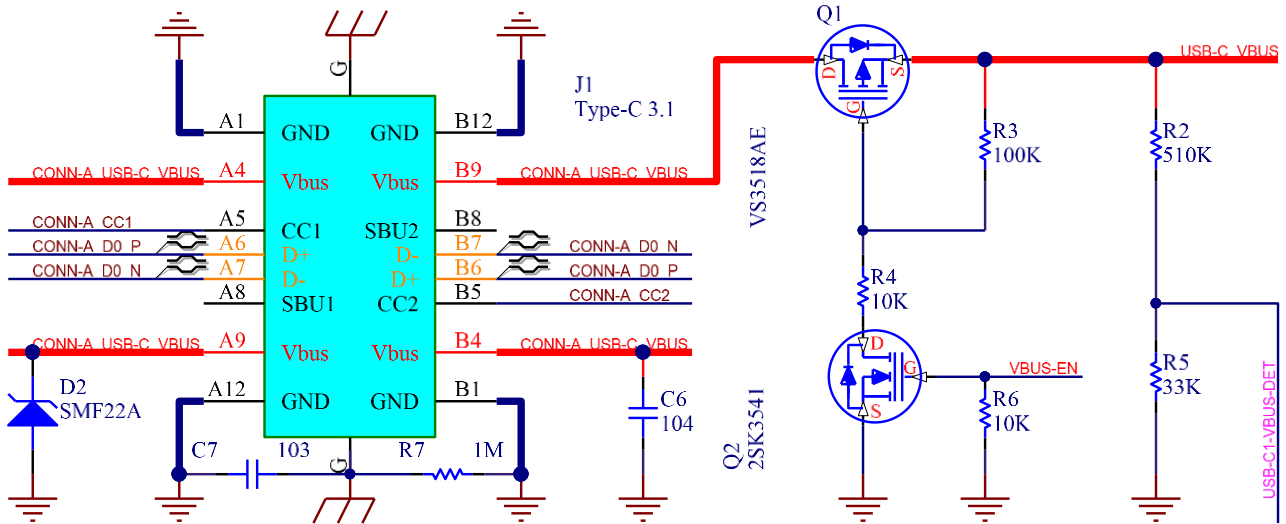 G
J1
Type-C 3.1
A1
GND
GND
B12
CONN-A_USB-C_VBUS
A4
Vbus
Vbus
B9
CONN-A_USB-C_VBUS
CONN-A_CC1
A5
CC1
SBU2
B8
CONN-A_D0_P
A6
D+
D-
B7
CONN-A_D0_N
CONN-A_D0_N
A7
D-
D+
B6
CONN-A_D0_P
A8
SBU1
CC2
B5
CONN-A_CC2
CONN-A_USB-C_VBUS
A9
Vbus
Vbus
B4
CONN-A_USB-C_VBUS
D2
SMF22A
A12
GND
GND
B1
C6
104
C7
103
G
R7
1M
Q1
D
S
G
VS3518AE
USB-C_VBUS
R3
100K
R2
510K
R4
10K
D
G
S
Q2
2SK3541
VBUS-EN
R6
10K
R5
33K
USB-C1-VBUS-DET